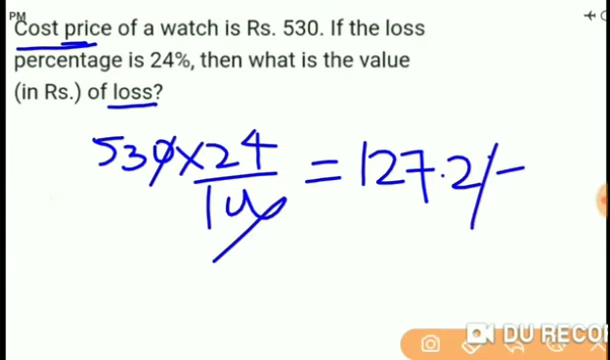 PM
Cost price of a watch is Rs. 530. If the loss
percentage is 24%, then what is the value
(in Rs.) of loss?
530 × 24 = 127.2/-
100
DU RECO